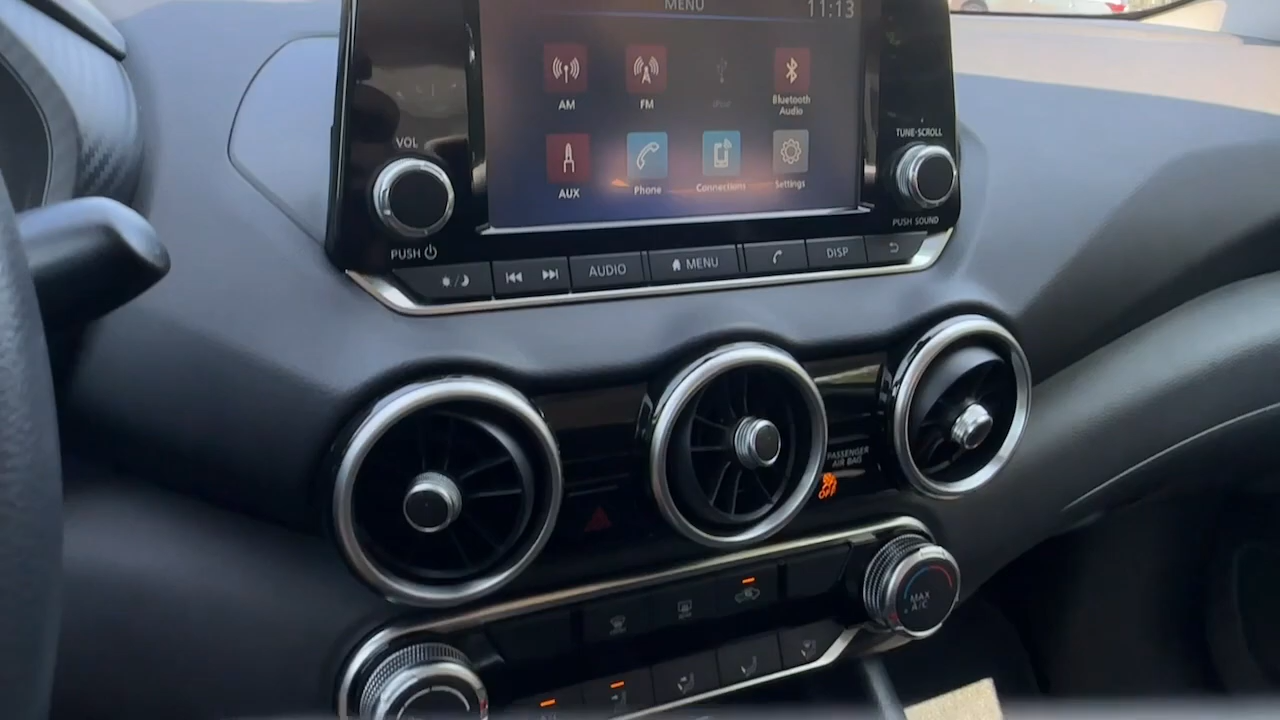 MENU
11:13
AM
FM
Bluetooth
Audio
AUX
Phone
Connections
Settings
VOL
PUSH
TUNE·SCROLL
PUSH SOUND
AUDIO
MENU
DISP
PASSENGER
AIR BAG
OFF
MAX
A/C